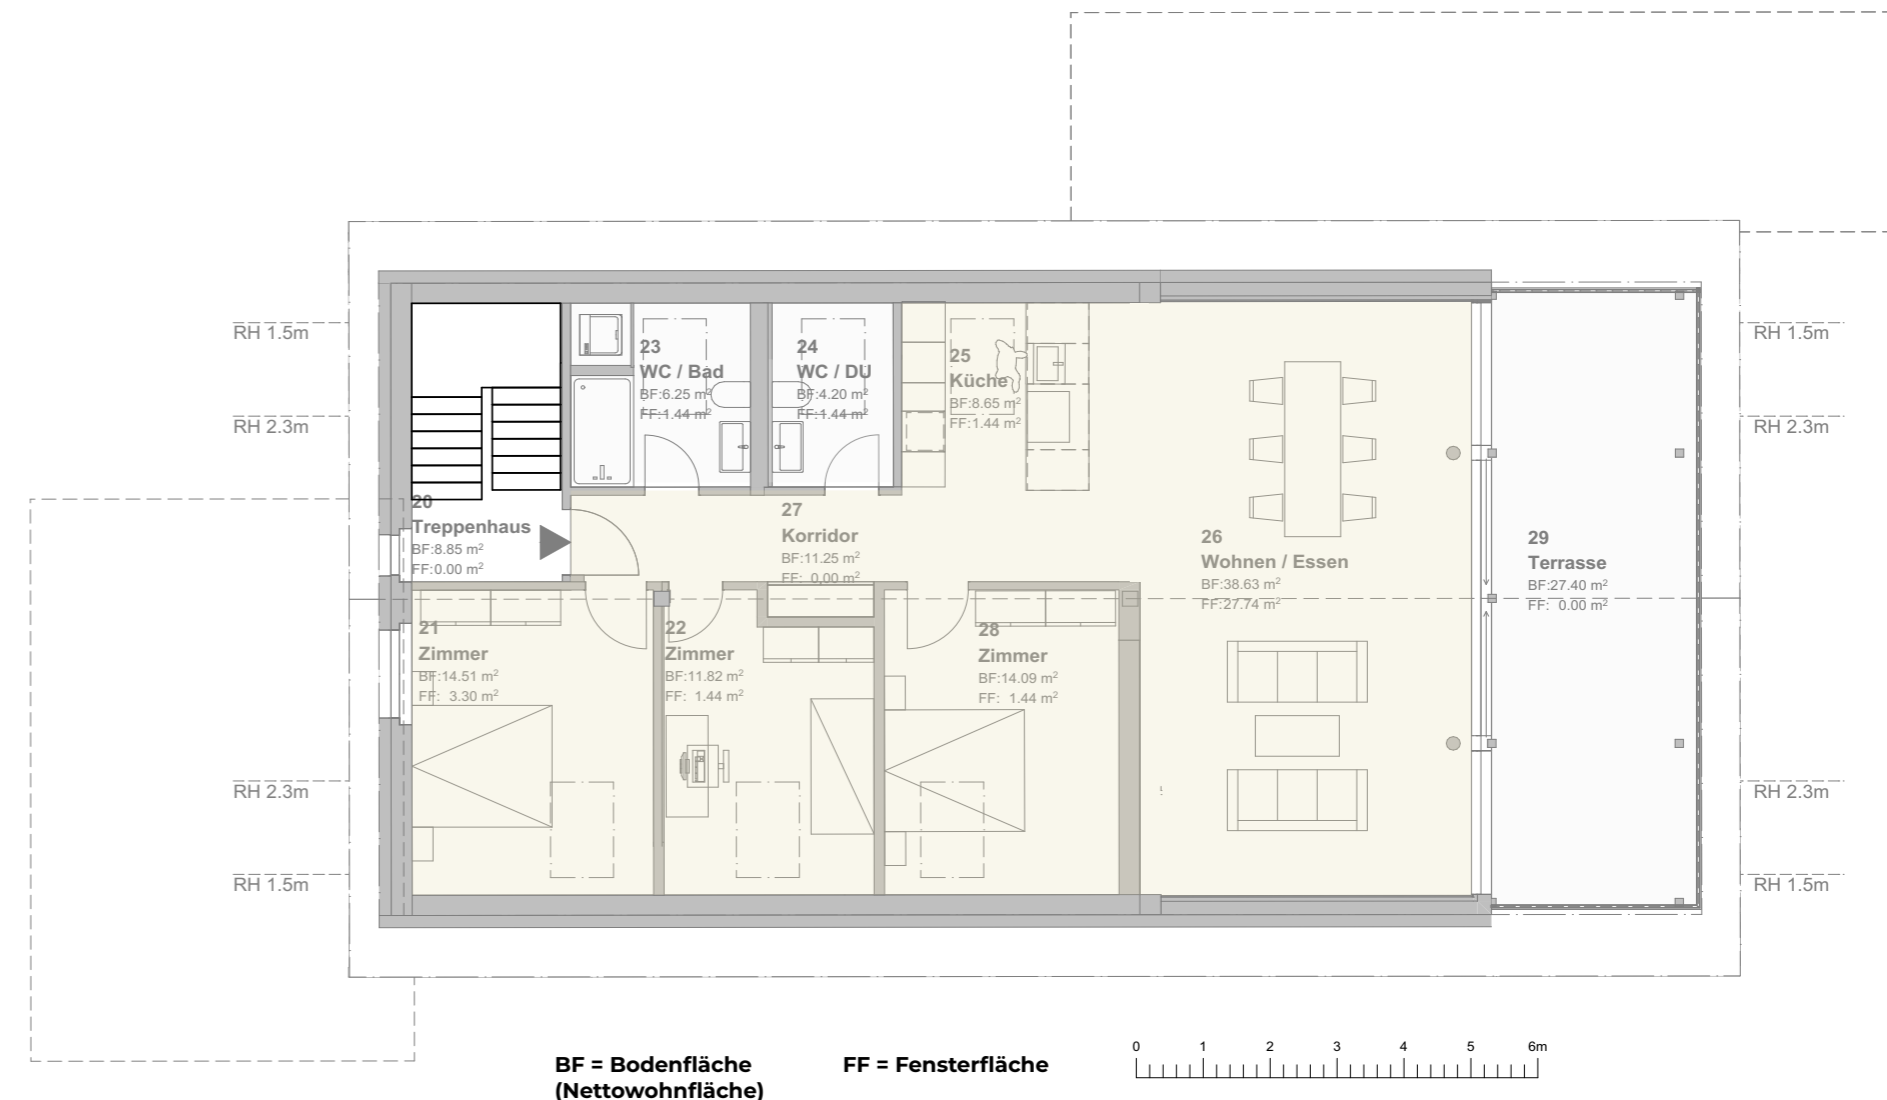 RH 1.5m
RH 1.5m
RH 2.3m
RH 2.3m
23
WC / Bad
BF:6.25 m²
FF:1.44 m²
24
WC / DU
BF:4.20 m²
FF:1.44 m²
25
Küche
BF:8.65 m²
FF:1.44 m²
20
Treppenhaus
BF:8.85 m²
FF:0.00 m²
27
Korridor
BF:11.25 m²
FF: 0.00 m²
26
Wohnen / Essen
BF:38.63 m²
FF:27.74 m²
29
Terrasse
BF:27.40 m²
FF: 0.00 m²
21
Zimmer
BF:14.51 m²
FF: 3.30 m²
22
Zimmer
BF:11.82 m²
FF: 1.44 m²
28
Zimmer
BF:14.09 m²
FF: 1.44 m²
RH 2.3m
RH 2.3m
RH 1.5m
RH 1.5m
BF = Bodenfläche
(Nettowohnfläche)
FF = Fensterfläche
0 1 2 3 4 5 6m